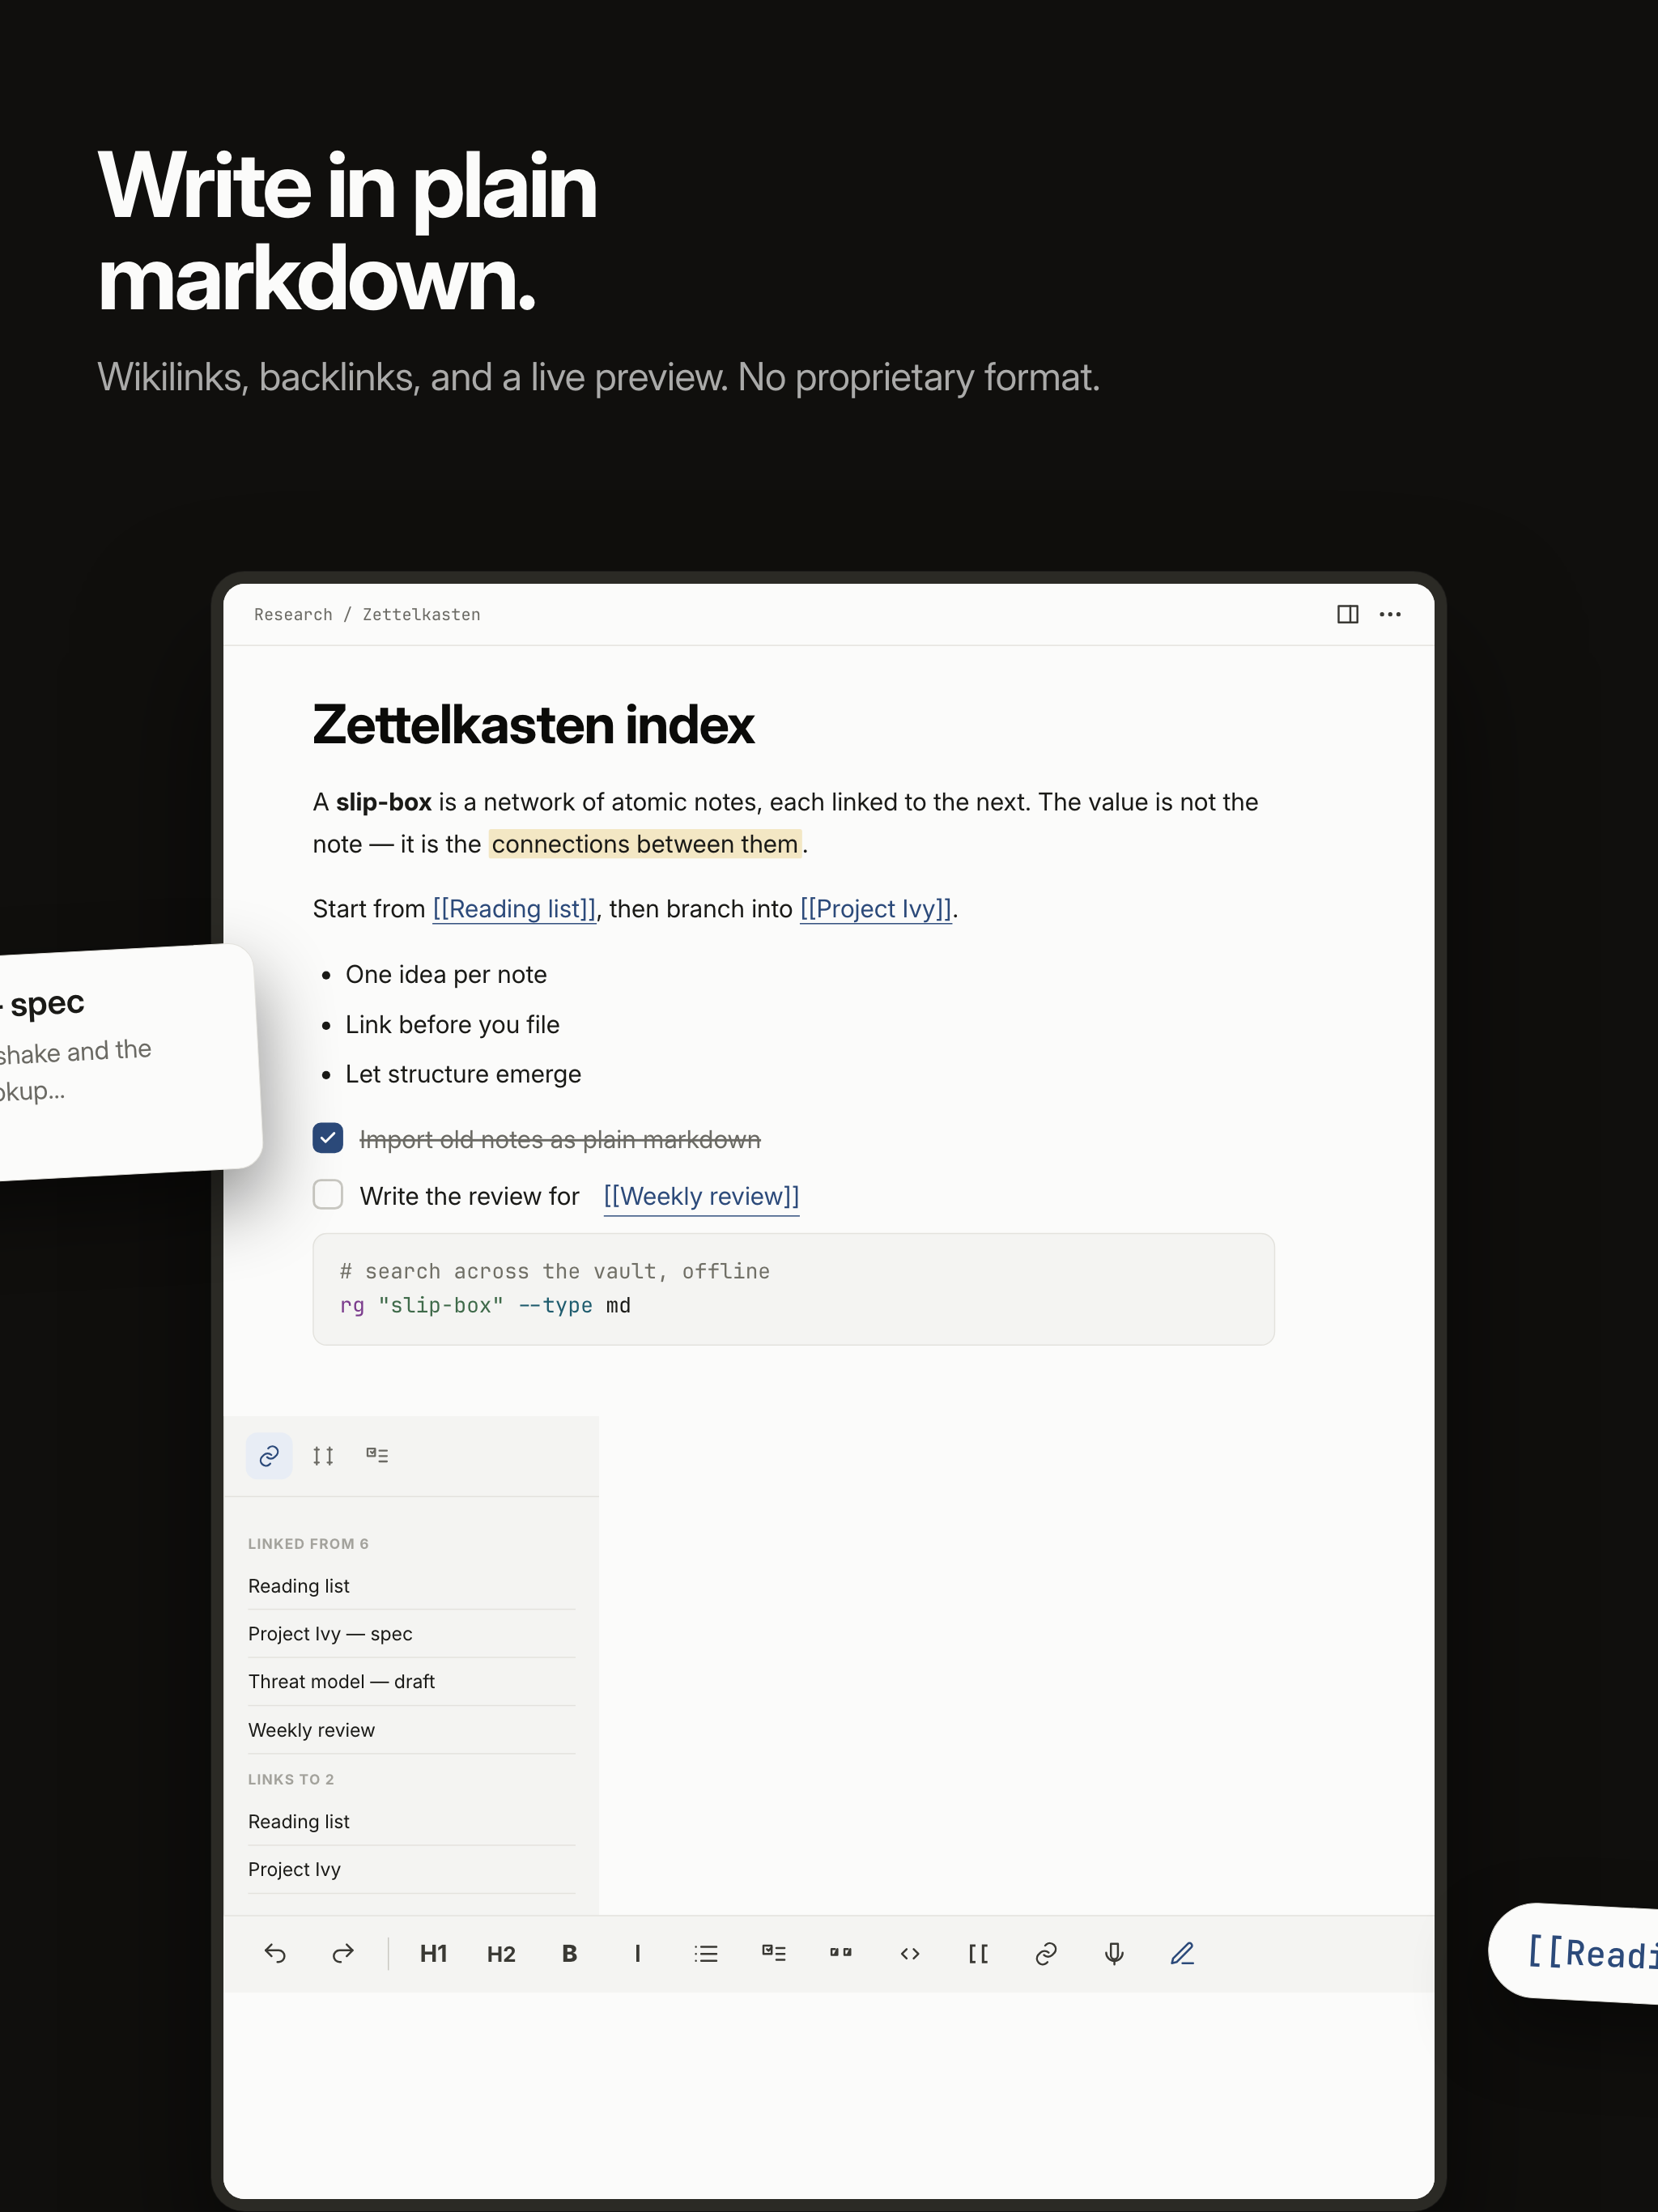 Write in plain
markdown.
Wikilinks, backlinks, and a live preview. No proprietary format.
Research / Zettelkasten
Zettelkasten index
A slip-box is a network of atomic notes, each linked to the next. The value is not the
note — it is the connections between them.
Start from [[Reading list]], then branch into [[Project Ivy]].
• One idea per note
• Link before you file
• Let structure emerge
- spec
shake and the
okup...
Import old notes as plain markdown
Write the review for [[Weekly review]]
# search across the vault, offline
rg "slip-box" --type md
LINKED FROM 6
Reading list
Project Ivy — spec
Threat model — draft
Weekly review
LINKS TO 2
Reading list
Project Ivy
H1 H2 B I [[
[[Readi